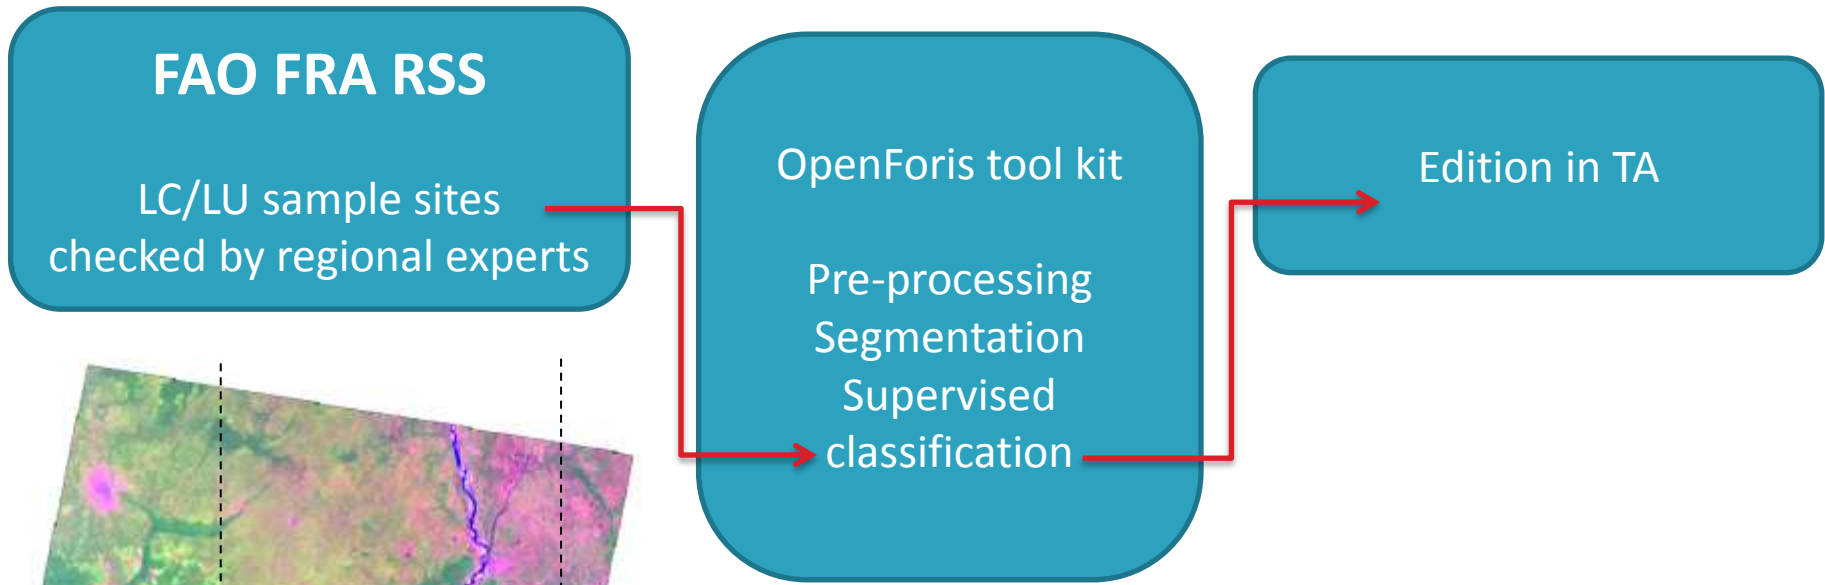 FAO FRA RSS
LC/LU sample sites
checked by regional experts
OpenForis tool kit
Pre-processing
Segmentation
Supervised
classification
Edition in TA